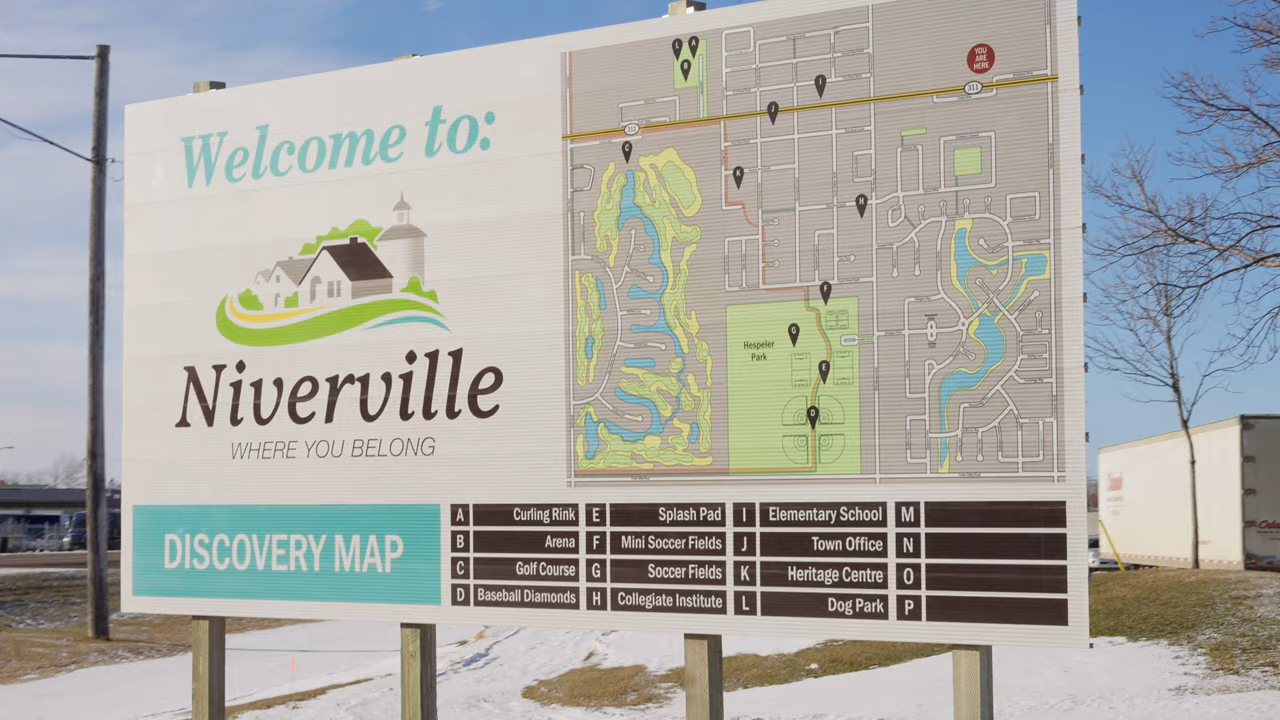 Welcome to:
Niverville
WHERE YOU BELONG
DISCOVERY MAP
YOU
ARE
HERE
L A
B
I
311
J
311
C
K
H
F
G
Hespeler
Park
E
D
A Curling Rink
B Arena
C Golf Course
D Baseball Diamonds
E Splash Pad
F Mini Soccer Fields
G Soccer Fields
H Collegiate Institute
I Elementary School
J Town Office
K Heritage Centre
L Dog Park
M
N
O
P